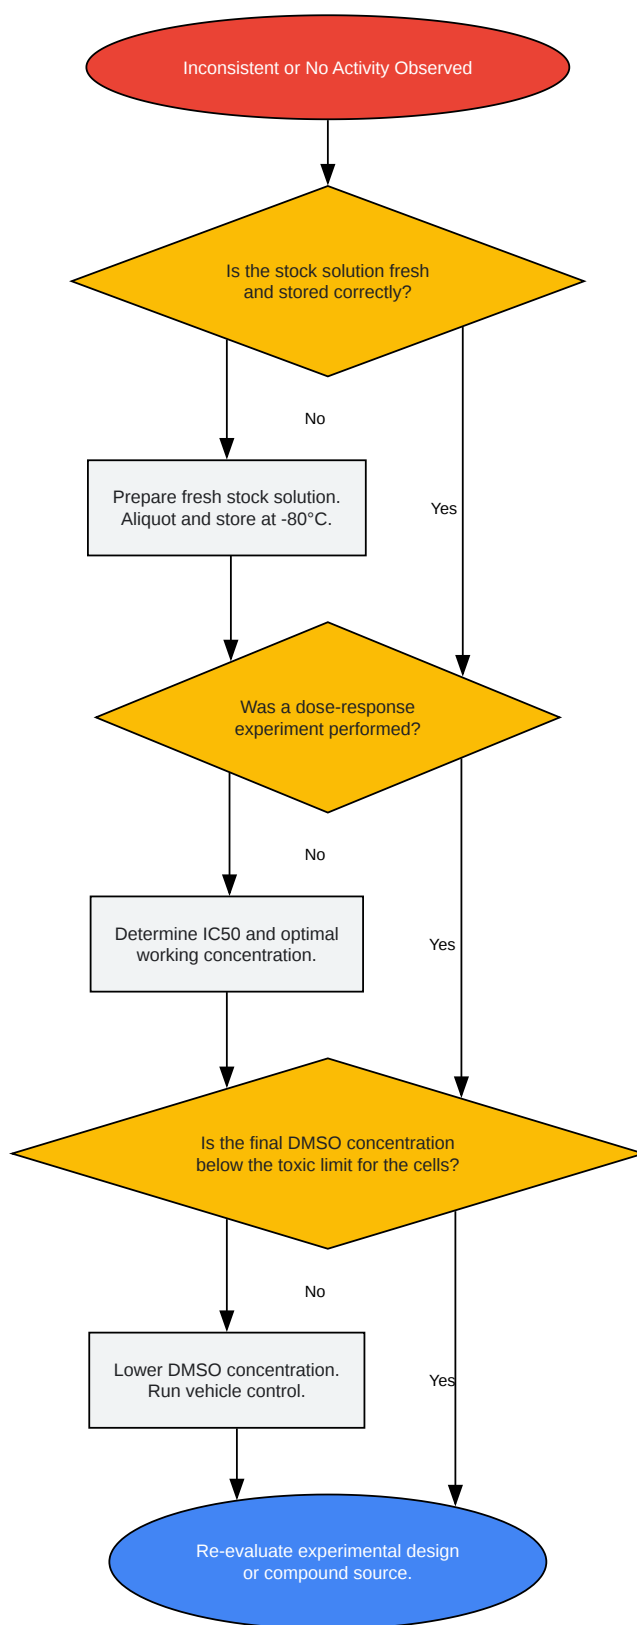 Inconsistent or No Activity Observed
Is the stock solution fresh
and stored correctly?
No
Prepare fresh stock solution.
Aliquot and store at -80°C.
Yes
Was a dose-response
experiment performed?
No
Determine IC50 and optimal
working concentration.
Yes
Is the final DMSO concentration
below the toxic limit for the cells?
No
Lower DMSO concentration.
Run vehicle control.
Yes
Re-evaluate experimental design
or compound source.